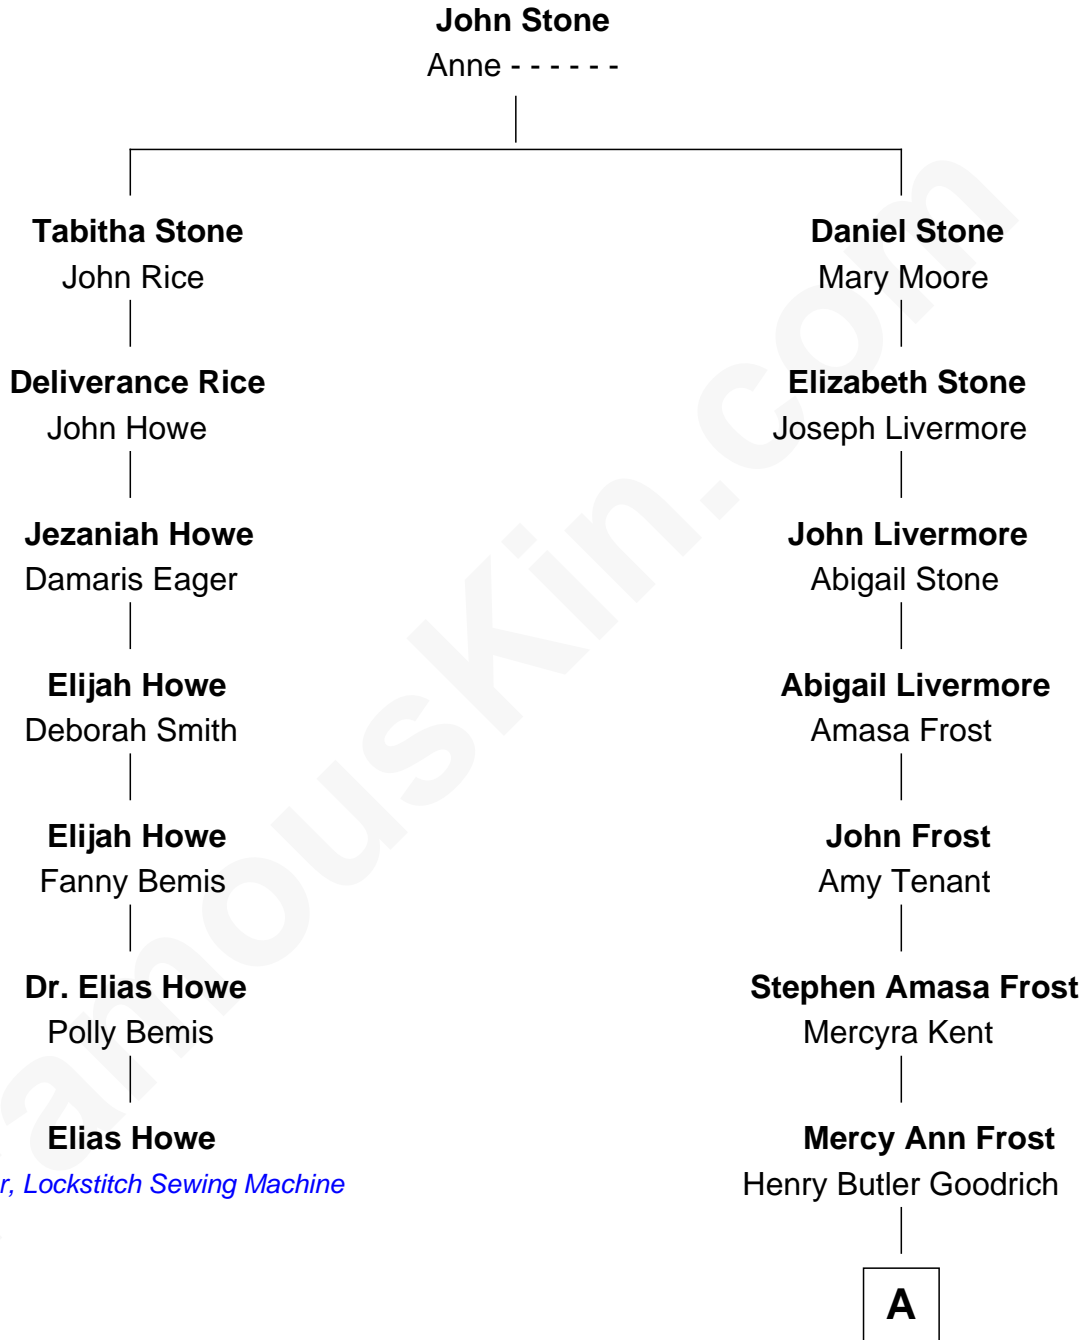 John Stone
Anne - - - - - -
Tabitha Stone
John Rice
Daniel Stone
Mary Moore
Deliverance Rice
John Howe
Elizabeth Stone
Joseph Livermore
Jezaniah Howe
Damaris Eager
John Livermore
Abigail Stone
Elijah Howe
Deborah Smith
Abigail Livermore
Amasa Frost
Elijah Howe
Fanny Bemis
John Frost
Amy Tenant
Dr. Elias Howe
Polly Bemis
Stephen Amasa Frost
Mercyra Kent
Elias Howe
r, Lockstitch Sewing Machine
Mercy Ann Frost
Henry Butler Goodrich
A
amouskin.com